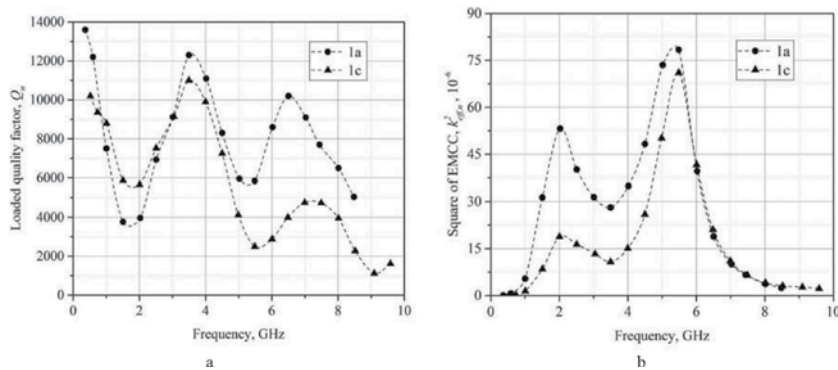 14000
12000
10000
8000
6000
4000
2000
0
Loaded quality factor, Qn
1a
1c
0 2 4 6 8 10
Frequency, GHz
a
90
75
60
45
30
15
0
Square of EMCC, k²eff,n, 10⁻⁶
1a
1c
0 2 4 6 8 10
Frequency, GHz
b